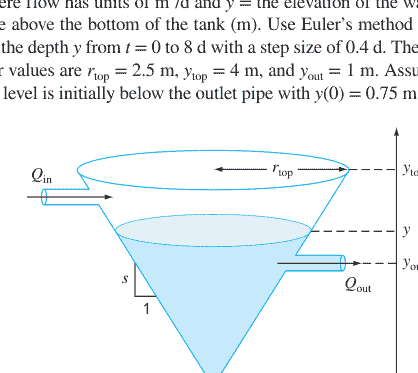 ere flow has units of m³/d and y = the elevation of the wa
e above the bottom of the tank (m). Use Euler's method
the depth y from t = 0 to 8 d with a step size of 0.4 d. The
r values are r_top = 2.5 m, y_top = 4 m, and y_out = 1 m. Assu
level is initially below the outlet pipe with y(0) = 0.75 m
Q_in
r_top
y_to
y
s
y_ou
1
Q_out